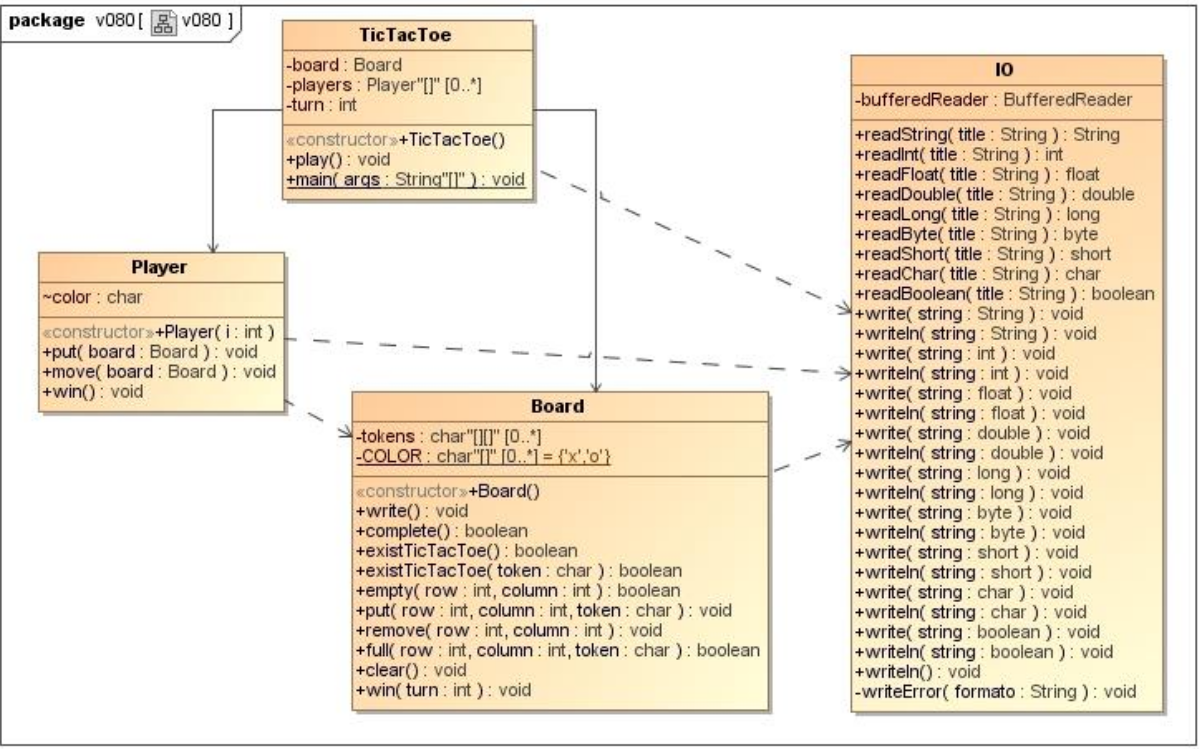 package v080 [ v080 ]
TicTacToe
-board : Board
-players : Player"[]" [0..*]
-turn : int
«constructor»+TicTacToe()
+play() : void
+main( args : String"[]" ) : void
Player
~color : char
«constructor»+Player( i : int )
+put( board : Board ) : void
+move( board : Board ) : void
+win() : void
Board
-tokens : char"[][]" [0..*]
-COLOR : char"[]" [0..*] = {'x','o'}
«constructor»+Board()
+write() : void
+complete() : boolean
+existTicTacToe() : boolean
+existTicTacToe( token : char ) : boolean
+empty( row : int, column : int ) : boolean
+put( row : int, column : int, token : char ) : void
+remove( row : int, column : int ) : void
+full( row : int, column : int, token : char ) : boolean
+clear() : void
+win( turn : int ) : void
IO
-bufferedReader : BufferedReader
+readString( title : String ) : String
+readInt( title : String ) : int
+readFloat( title : String ) : float
+readDouble( title : String ) : double
+readLong( title : String ) : long
+readByte( title : String ) : byte
+readShort( title : String ) : short
+readChar( title : String ) : char
+readBoolean( title : String ) : boolean
+write( string : String ) : void
+writeln( string : String ) : void
+write( string : int ) : void
+writeln( string : int ) : void
+write( string : float ) : void
+writeln( string : float ) : void
+write( string : double ) : void
+writeln( string : double ) : void
+write( string : long ) : void
+writeln( string : long ) : void
+write( string : byte ) : void
+writeln( string : byte ) : void
+write( string : short ) : void
+writeln( string : short ) : void
+write( string : char ) : void
+writeln( string : char ) : void
+write( string : boolean ) : void
+writeln( string : boolean ) : void
+writeln() : void
-writeError( formato : String ) : void